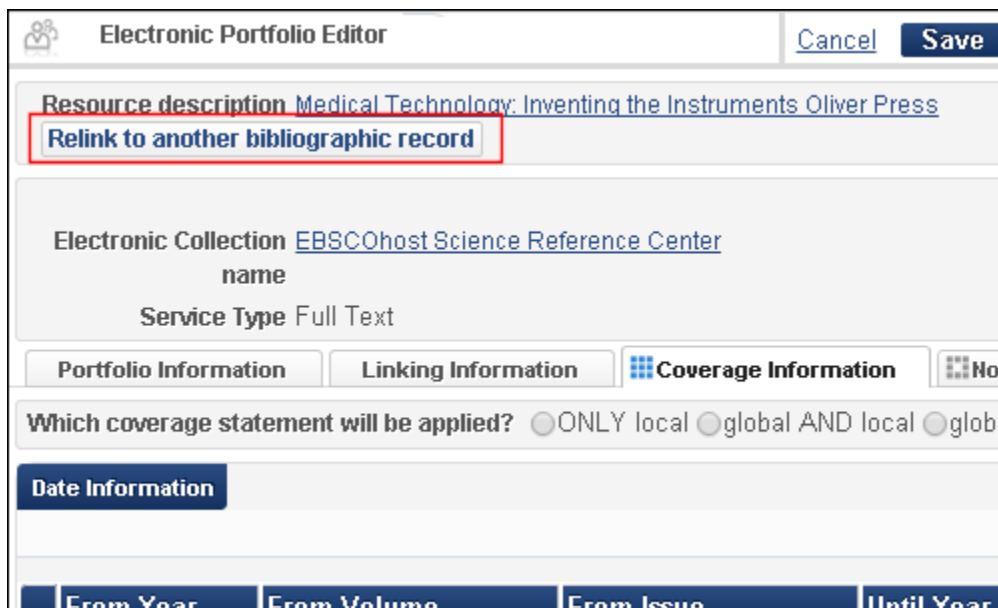 Electronic Portfolio Editor Cancel Save
Resource description Medical Technology: Inventing the Instruments Oliver Press
Relink to another bibliographic record
Electronic Collection name EBSCOhost Science Reference Center
Service Type Full Text
Portfolio Information Linking Information Coverage Information No
Which coverage statement will be applied? ONLY local global AND local glob
Date Information
From Year From Volume From Issue Until Year